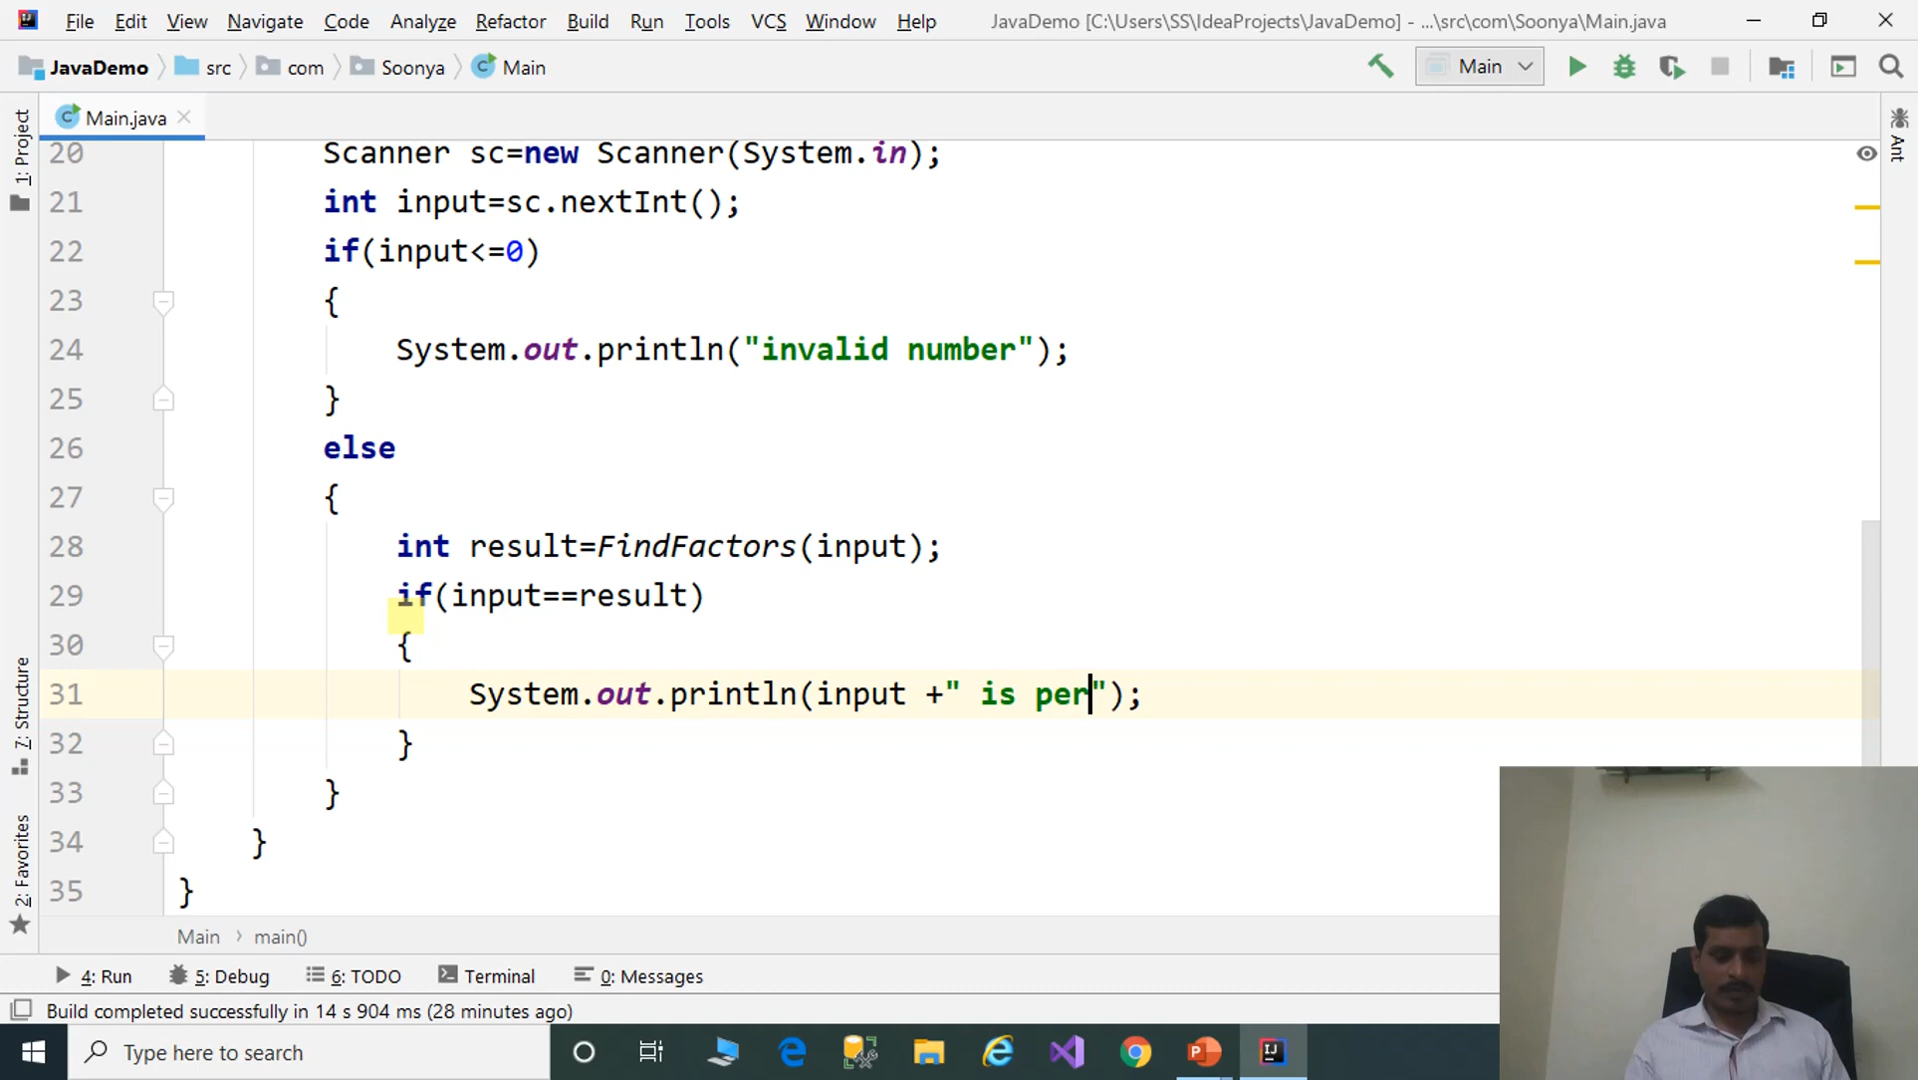 File Edit View Navigate Code Analyze Refactor Build Run Tools VCS Window Help JavaDemo [C:\Users\SS\IdeaProjects\JavaDemo] - ...\src\com\Soonya\Main.java
JavaDemo src com Soonya Main Main
Main.java
1: Project
7: Structure
2: Favorites
Ant
20 Scanner sc=new Scanner(System.in);
21 int input=sc.nextInt();
22 if(input<=0)
23 {
24 System.out.println("invalid number");
25 }
26 else
27 {
28 int result=FindFactors(input);
29 if(input==result)
30 {
31 System.out.println(input +" is per");
32 }
33 }
34 }
35 }
Main main()
4: Run 5: Debug 6: TODO Terminal 0: Messages
Build completed successfully in 14 s 904 ms (28 minutes ago)
Type here to search